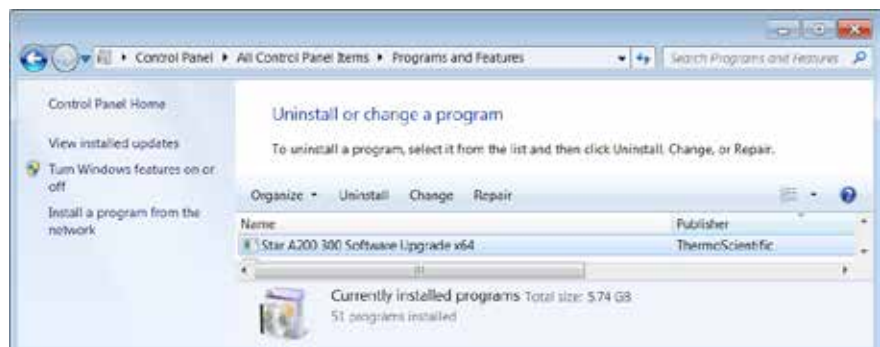 Control Panel ▸ All Control Panel Items ▸ Programs and Features
Search Programs and Features
Control Panel Home
View installed updates
Turn Windows features on or
off
Install a program from the
network
Uninstall or change a program
To uninstall a program, select it from the list and then click Uninstall, Change, or Repair.
Organize Uninstall Change Repair
Name Publisher
Star A200 300 Software Upgrade x64 ThermoScientific
Currently installed programs Total size: 5.74 GB
51 programs installed